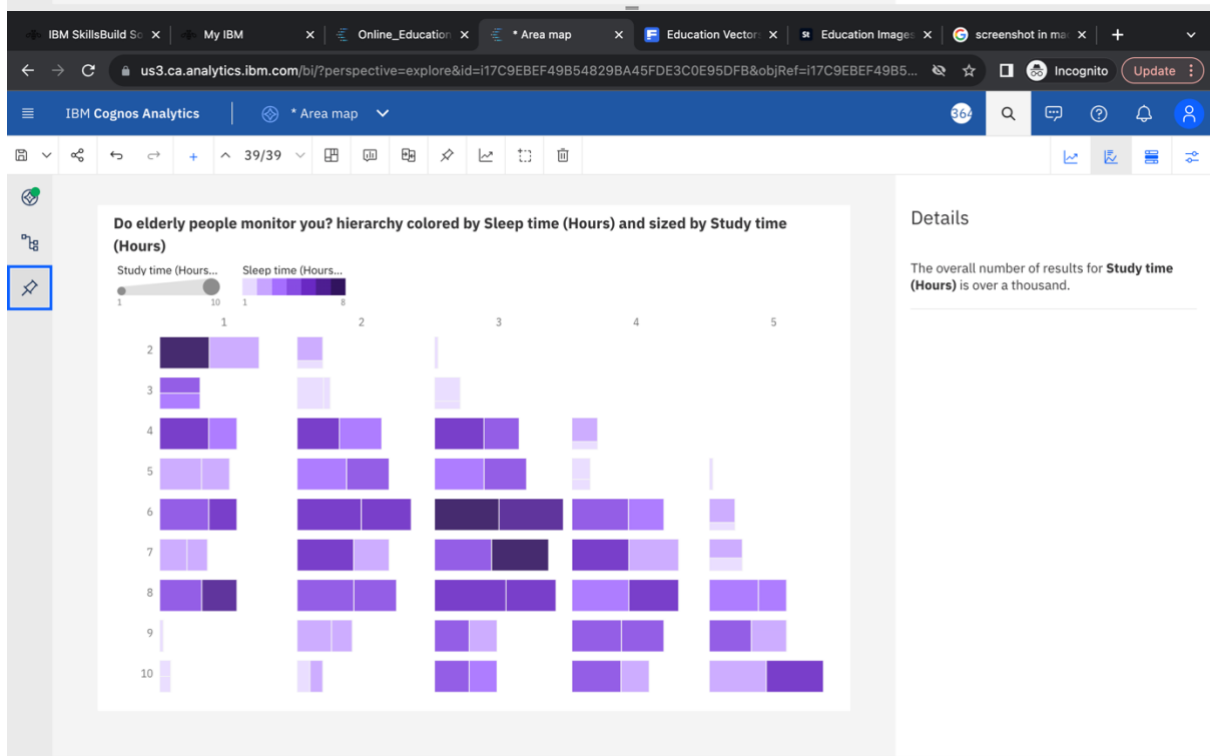 IBM SkillsBuild So
My IBM
Online_Education
* Area map
Education Vectors
Education Images
screenshot in mac
us3.ca.analytics.ibm.com/bi/?perspective=explore&id=i17C9EBEF49B54829BA45FDE3C0E95DFB&objRef=i17C9EBEF49B5...
Incognito
Update
IBM Cognos Analytics
* Area map
364
39/39
Do elderly people monitor you? hierarchy colored by Sleep time (Hours) and sized by Study time
(Hours)
Study time (Hours...
Sleep time (Hours...
1 10 1 8
1 2 3 4 5
2
3
4
5
6
7
8
9
10
Details
The overall number of results for Study time
(Hours) is over a thousand.